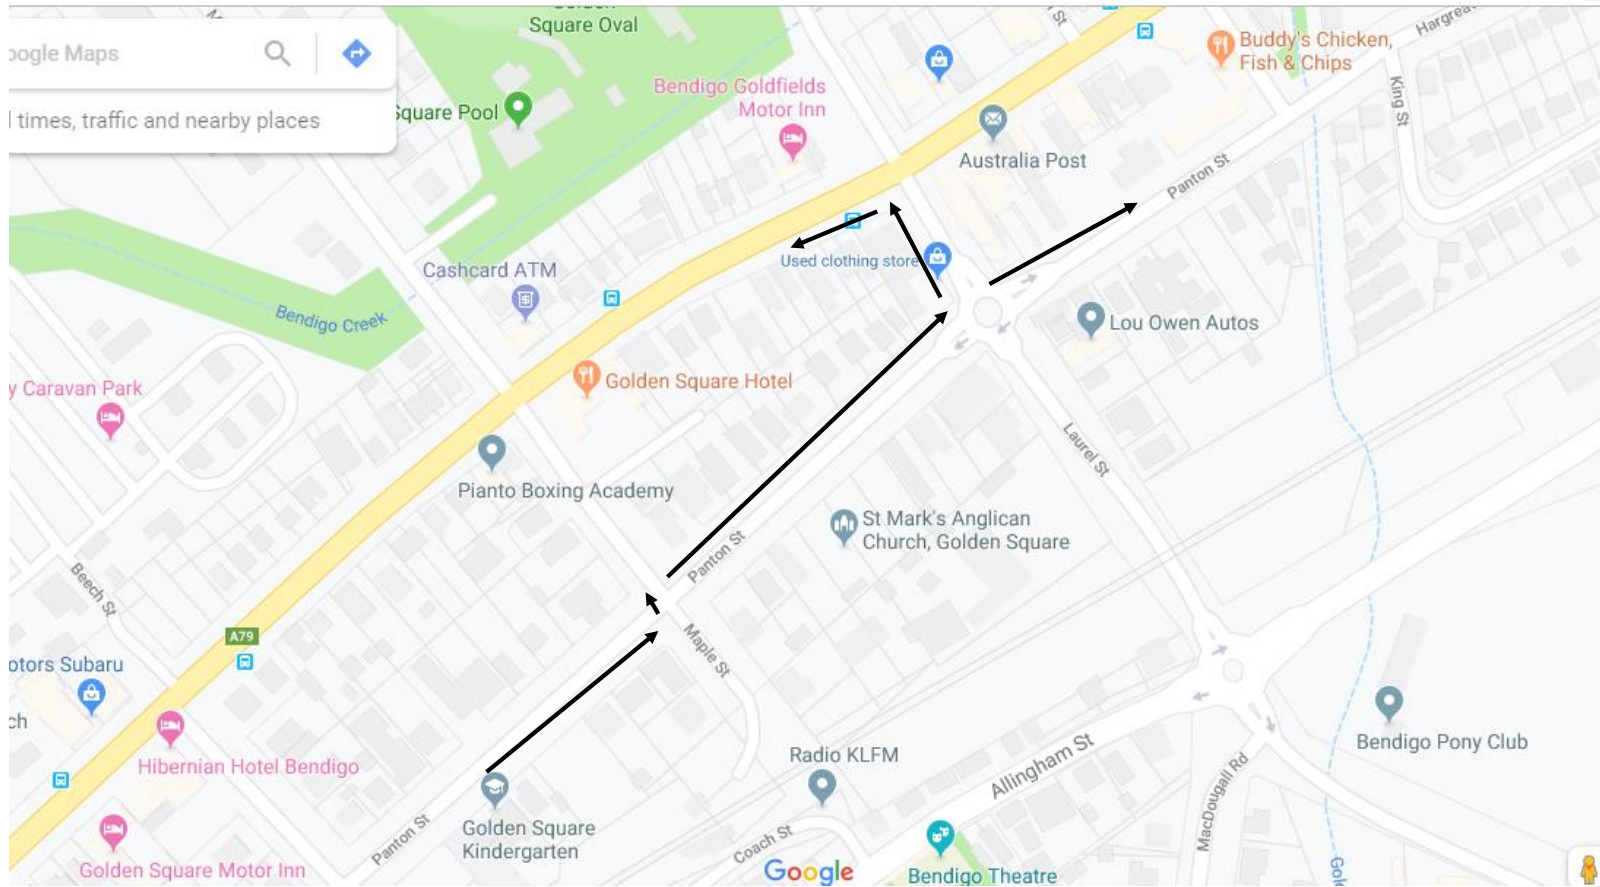 Square Oval
oogle Maps
Buddy's Chicken,
Fish & Chips
Bendigo Goldfields
Motor Inn
King St
Square Pool
l times, traffic and nearby places
Australia Post
Panton St
Used clothing store
Cashcard ATM
Bendigo Creek
Lou Owen Autos
Golden Square Hotel
y Caravan Park
Laurel St
Pianto Boxing Academy
St Mark's Anglican
Church, Golden Square
Panton St
Beech St
A79
Maple St
otors Subaru
ch
Hibernian Hotel Bendigo
Radio KLFM
Allingham St
Bendigo Pony Club
MacDougall Rd
Golden Square
Kindergarten
Panton St
Coach St
Golden Square Motor Inn
Google
Bendigo Theatre